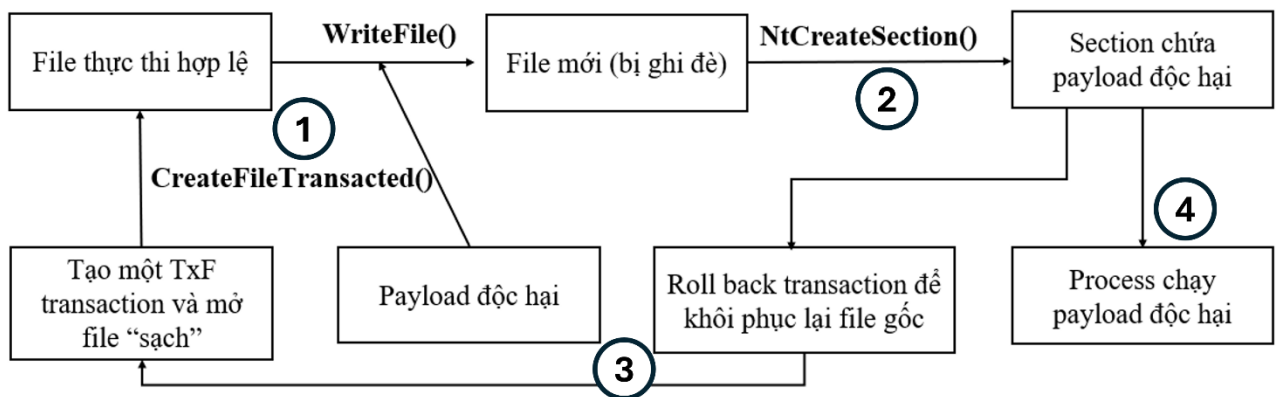 File thực thi hợp lệ
WriteFile()
File mới (bị ghi đè)
NtCreateSection()
Section chứa
payload độc hại
1
2
CreateFileTransacted()
4
Tạo một TxF
transaction và mở
file “sạch”
Payload độc hại
Roll back transaction để
khôi phục lại file gốc
Process chạy
payload độc hại
3